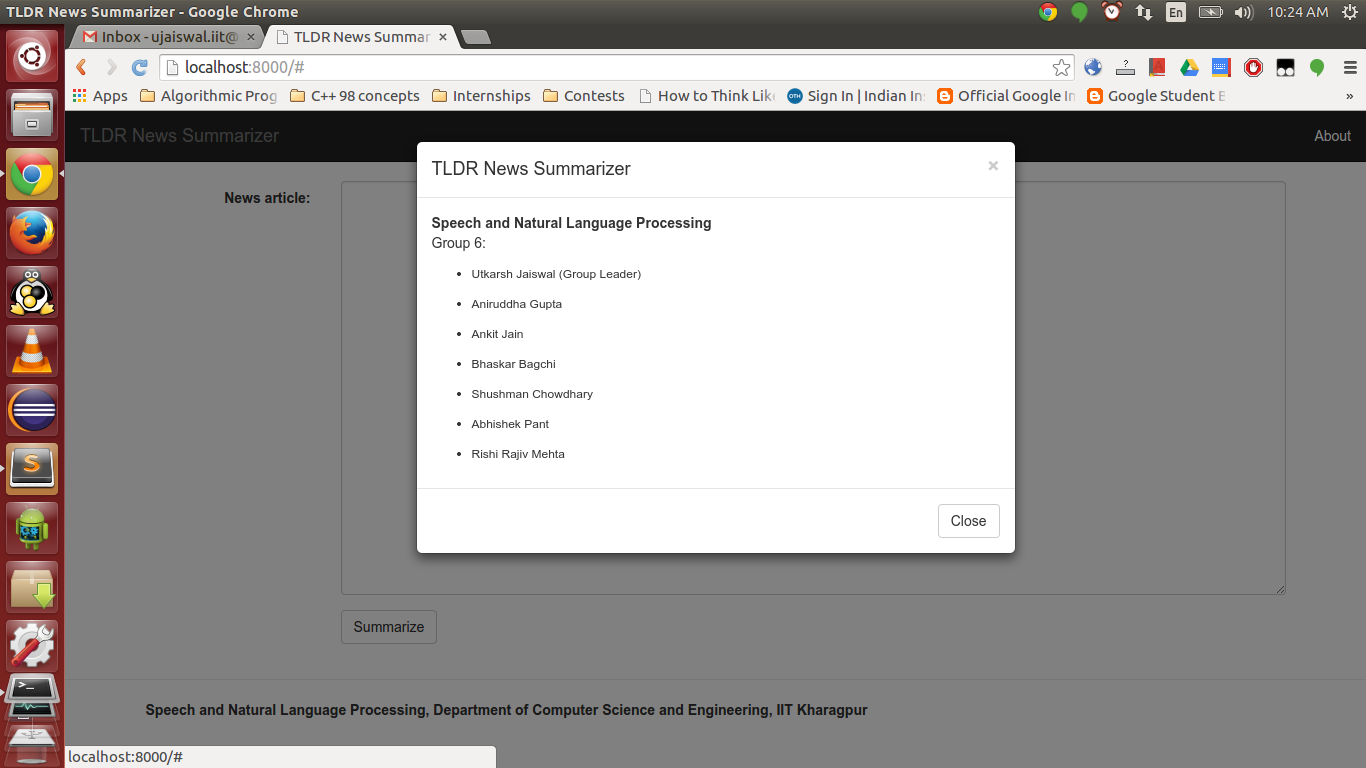 TLDR News Summarizer - Google Chrome
En
10:24 AM
Inbox - ujaiswal.iit@
TLDR News Summar
localhost:8000/#
Apps
Algorithmic Prog
C++ 98 concepts
Internships
Contests
How to Think Lik
Sign In | Indian In
Official Google In
Google Student B
»
TLDR News Summarizer
About
News article:
TLDR News Summarizer
×
Speech and Natural Language Processing
Group 6:
• Utkarsh Jaiswal (Group Leader)
• Aniruddha Gupta
• Ankit Jain
• Bhaskar Bagchi
• Shushman Chowdhary
• Abhishek Pant
• Rishi Rajiv Mehta
Close
Summarize
Speech and Natural Language Processing, Department of Computer Science and Engineering, IIT Kharagpur
localhost:8000/#